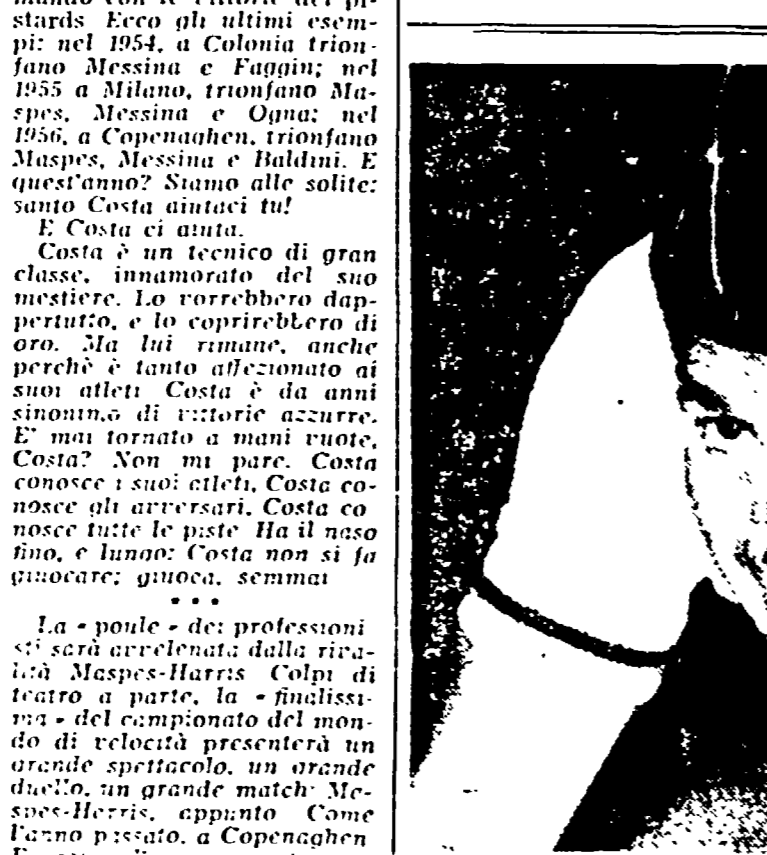 mando con le vittorie dei pi-
stards Ecco gli ultimi esem-
pi: nel 1954, a Colonia trion-
fano Messina e Faggin; nel
1955 a Milano, trionfano Ma-
spes, Messina e Ogna; nel
1956, a Copenaghen, trionfano
Maspes, Messina e Baldini. E
quest'anno? Siamo alle solite:
santo Costa aiutaci tu!
E Costa ci aiuta.
Costa è un tecnico di gran
classe, innamorato del suo
mestiere. Lo vorrebbero dap-
pertutto, e lo coprirebbero di
oro. Ma lui rimane, anche
perchè è tanto affezionato ai
suoi atleti Costa è da anni
sinonimo di vittorie azzurre.
E' mai tornato a mani vuote,
Costa? Non mi pare. Costa
conosce i suoi atleti, Costa co-
nosce gli avversari, Costa co
nosce tutte le piste Ha il naso
fino, e lungo: Costa non si fa
giuocare; giuoca, semmai
• • •
La « poule » dei professioni
sti sarà avvelenata dalla riva-
lità Maspes-Harris Colpi di
teatro a parte, la « finalissi-
ma » del campionato del mon-
do di velocità presenterà un
grande spettacolo, un grande
duello, un grande match: Ma-
spes-Harris, appunto Come
l'anno passato, a Copenaghen